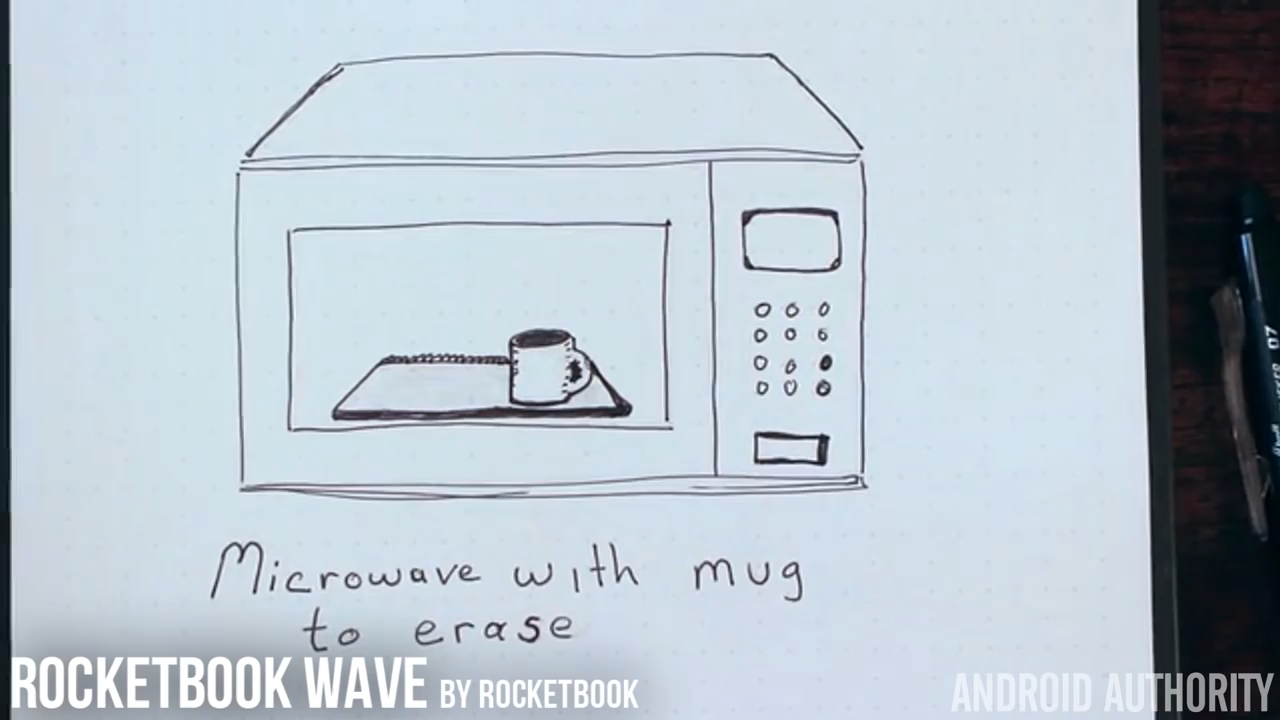 Microwave with mug
to erase
ROCKETBOOK WAVE BY ROCKETBOOK
ANDROID AUTHORITY